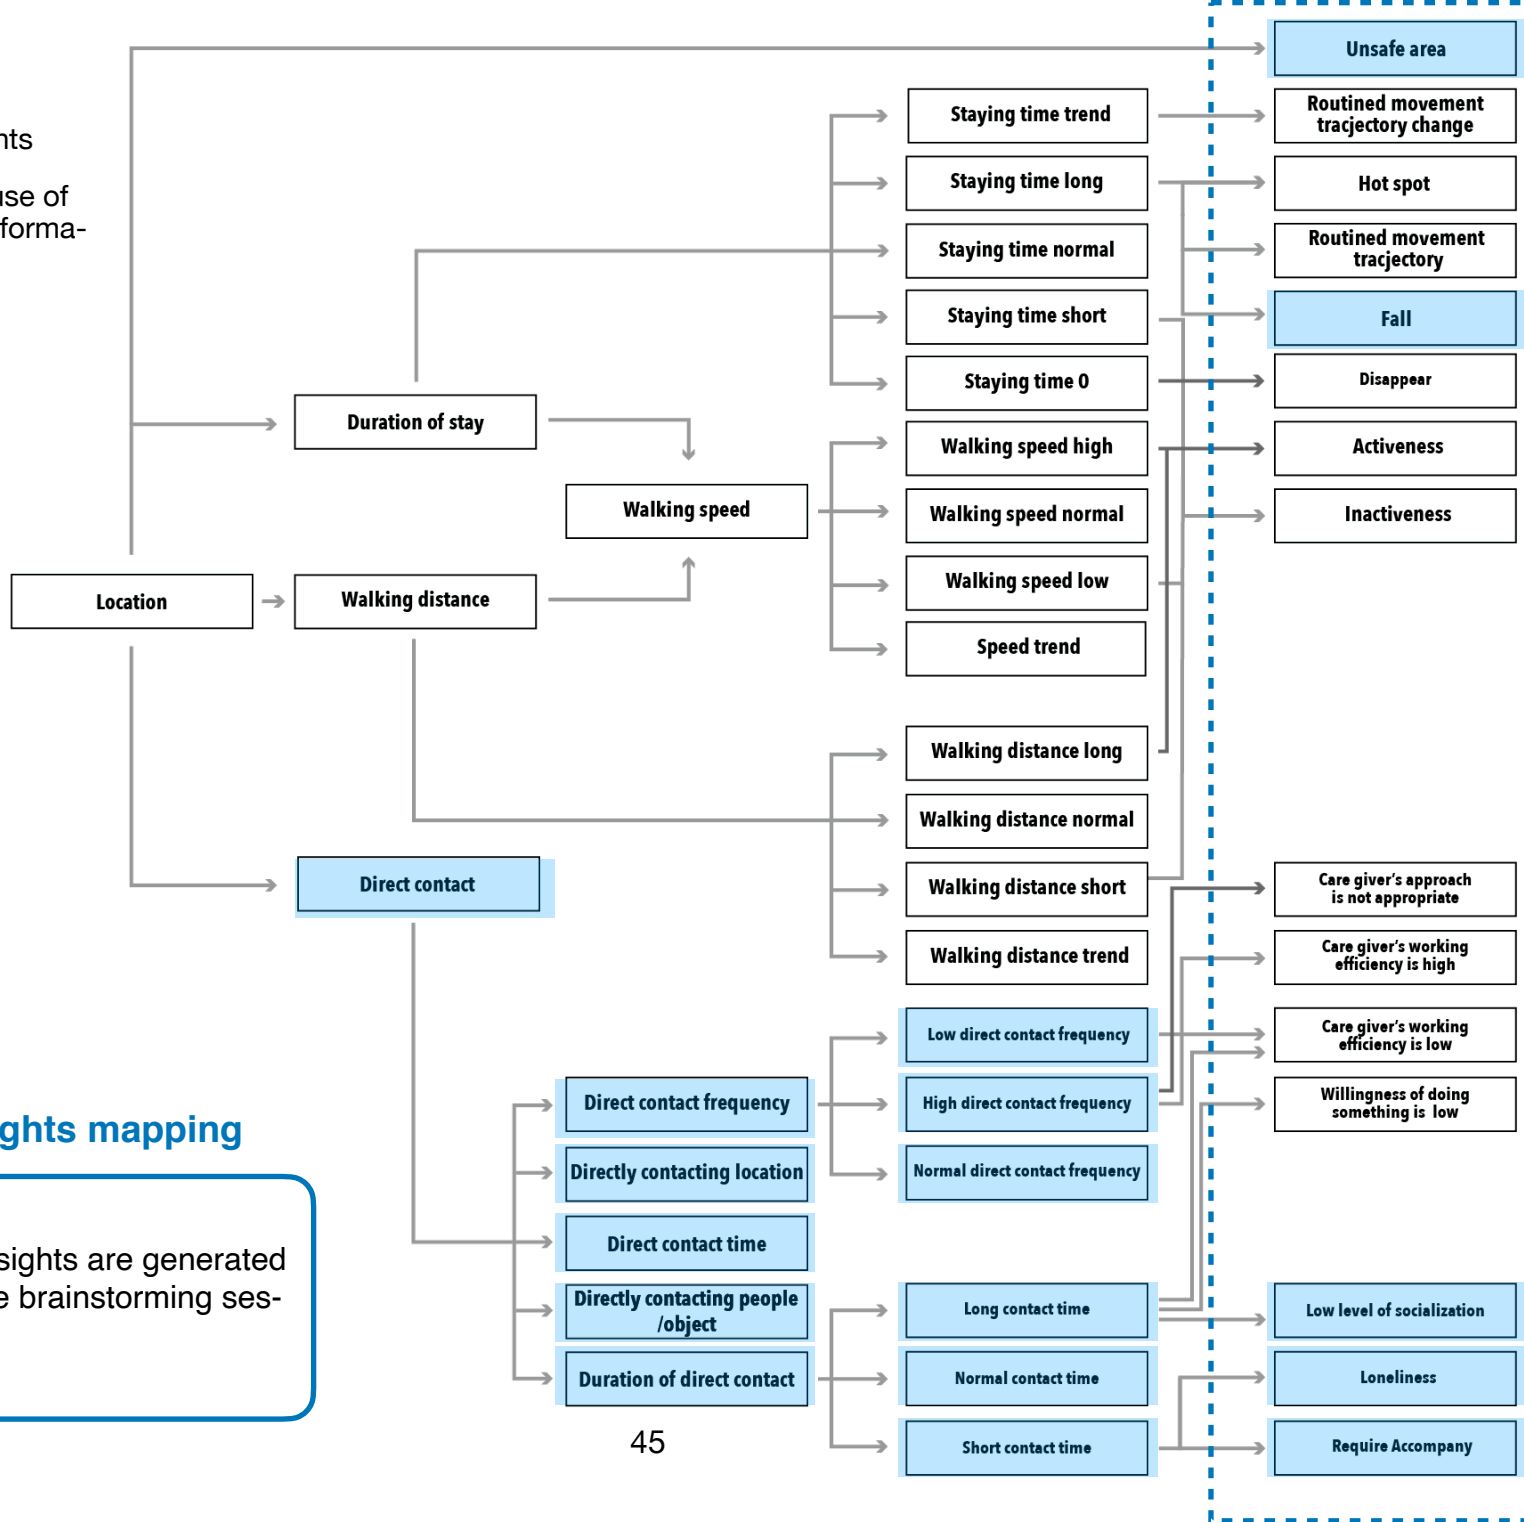 nts
use of
forma-
Unsafe area
Staying time trend
Routined movement
tracjectory change
Staying time long
Hot spot
Staying time normal
Routined movement
tracjectory
Staying time short
Fall
Staying time 0
Disappear
Duration of stay
Walking speed high
Activeness
Walking speed
Walking speed normal
Inactiveness
Walking speed low
Location
Walking distance
Speed trend
Walking distance long
Walking distance normal
Direct contact
Walking distance short
Care giver's approach
is not appropriate
Walking distance trend
Care giver's working
efficiency is high
Low direct contact frequency
Care giver's working
efficiency is low
Direct contact frequency
High direct contact frequency
Willingness of doing
something is low
ghts mapping
Directly contacting location
Normal direct contact frequency
sights are generated
e brainstorming ses-
Direct contact time
Directly contacting people
/object
Long contact time
Low level of socialization
Duration of direct contact
Normal contact time
Loneliness
45
Short contact time
Require Accompany